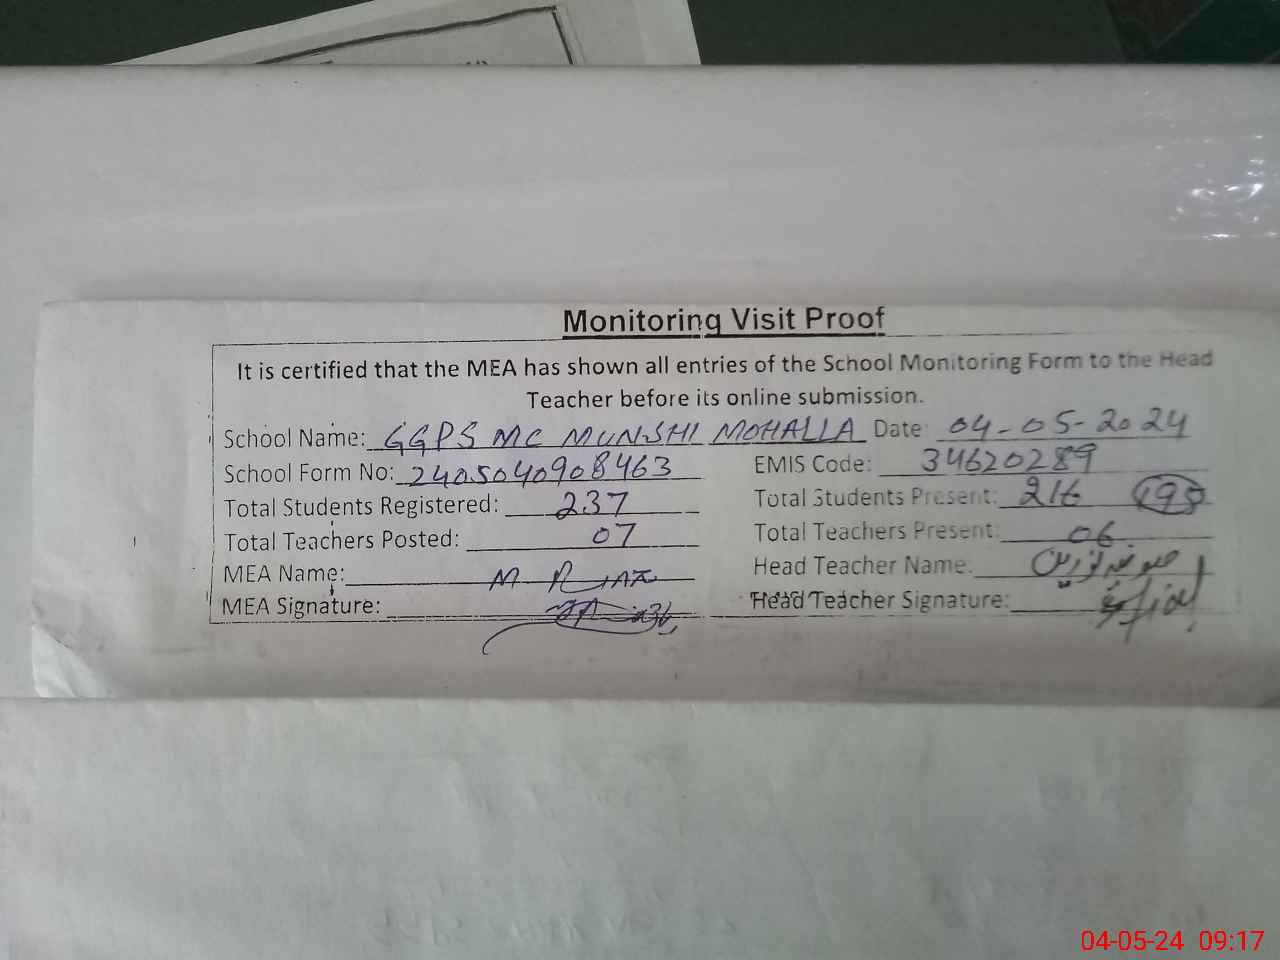 Monitoring Visit Proof
It is certified that the MEA has shown all entries of the School Monitoring Form to the Head
Teacher before its online submission.
School Name: GGPS MC MUNSHI MOHALLA Date 04-05-2024
School Form No: 2405040908463 EMIS Code: 34620289
Total Students Registered: 237 Total Students Present: 216 195
Total Teachers Posted: 07 Total Teachers Present: 06
MEA Name: M RIAZ Head Teacher Name:
MEA Signature: Head Teacher Signature:
04-05-24 09:17